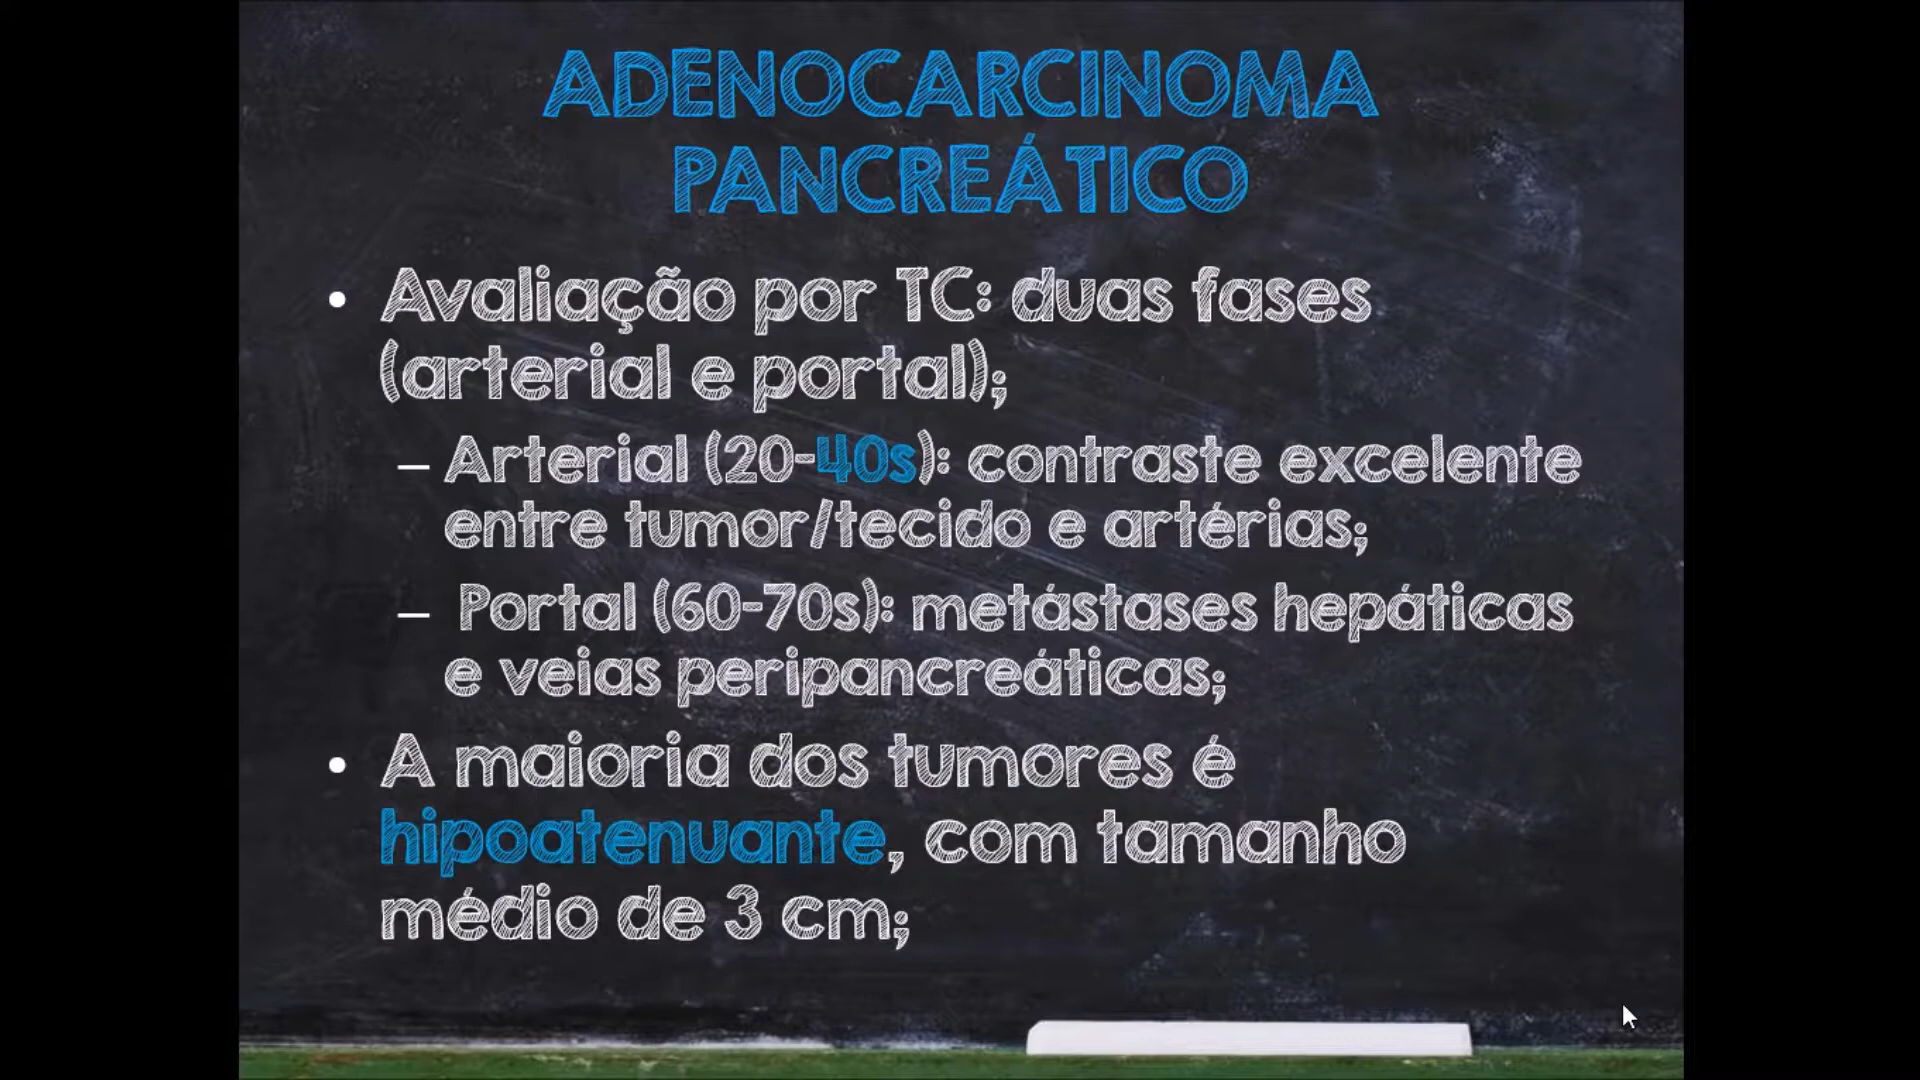 ADENOCARCINOMA
PANCREÁTICO
• Avaliação por TC: duas fases
(arterial e portal);
– Arterial (20-40s): contraste excelente
entre tumor/tecido e artérias;
– Portal (60-70s): metástases hepáticas
e veias peripancreáticas;
• A maioria dos tumores é
hipoatenuante, com tamanho
médio de 3 cm;